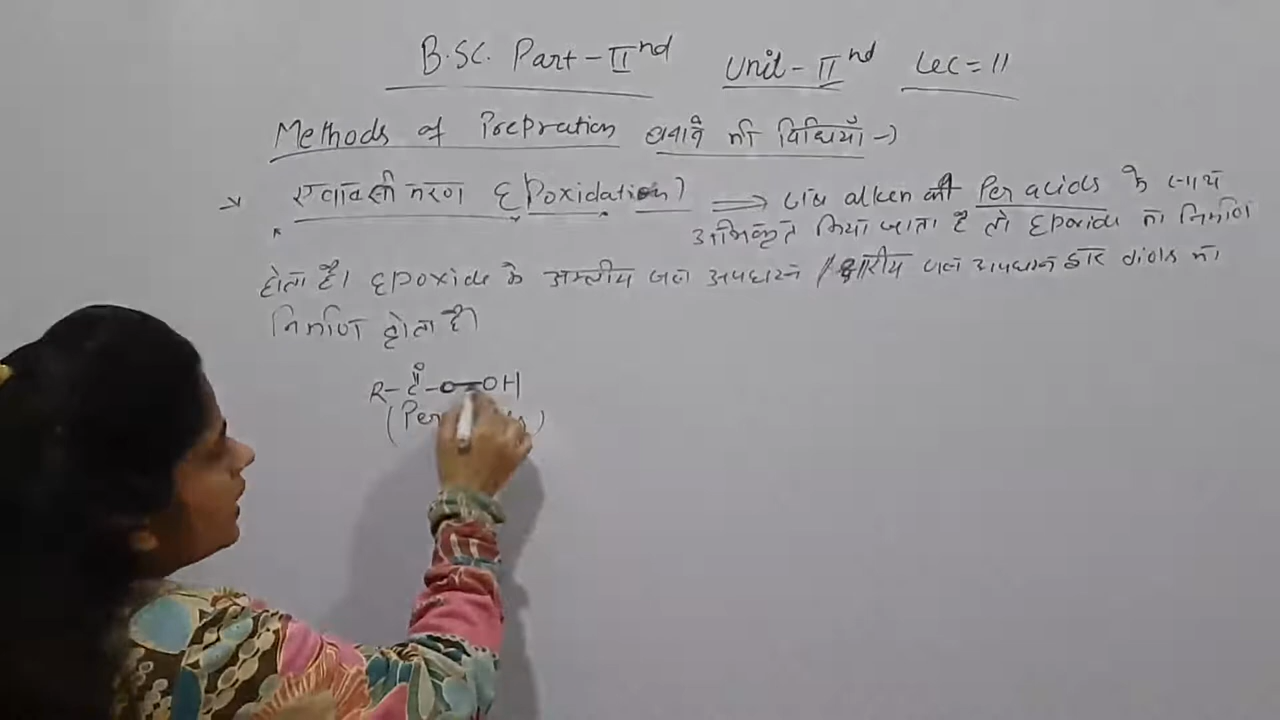 B.SC. Part-IInd Unit-IInd Lec=11
Methods of Prepration बनाने की विधियाँ→
→ एपॉक्सीकरण (Epoxidation) ⇒ जब alken की Per acids के साथ
अभिकृत किया जाता है तो Epoxide का निर्माण
होता है। Epoxide के अम्लीय जल अपघटन / क्षारीय जल अपघटन द्वारा diols का
निर्माण होता है।
O
R-C-O-OH
(Per